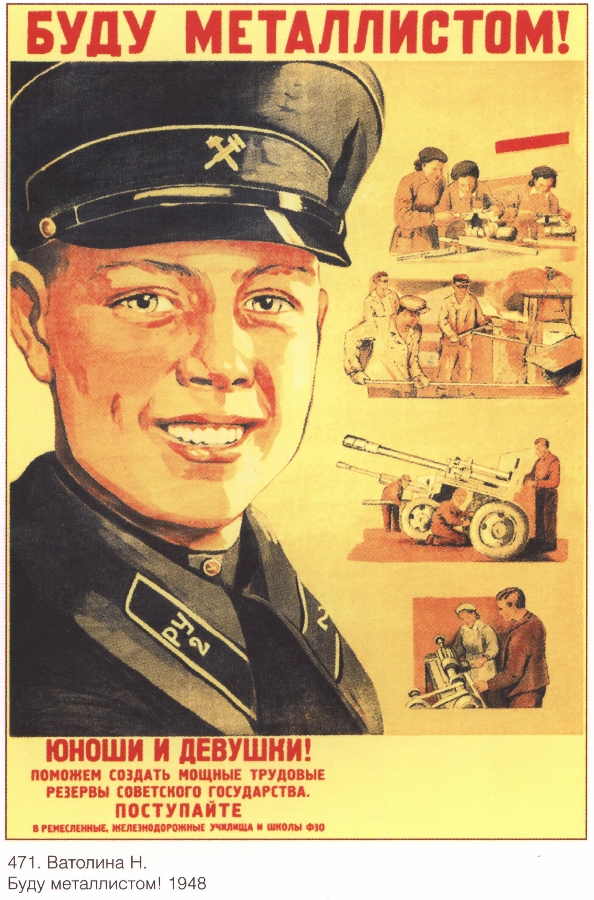 БУДУ МЕТАЛЛИСТОМ!
РУ
2
2
ЮНОШИ И ДЕВУШКИ!
ПОМОЖЕМ СОЗДАТЬ МОЩНЫЕ ТРУДОВЫЕ
РЕЗЕРВЫ СОВЕТСКОГО ГОСУДАРСТВА.
ПОСТУПАЙТЕ
В РЕМЕСЛЕННЫЕ, ЖЕЛЕЗНОДОРОЖНЫЕ УЧИЛИЩА И ШКОЛЫ ФЗО
471. Ватолина Н.
Буду металлистом! 1948